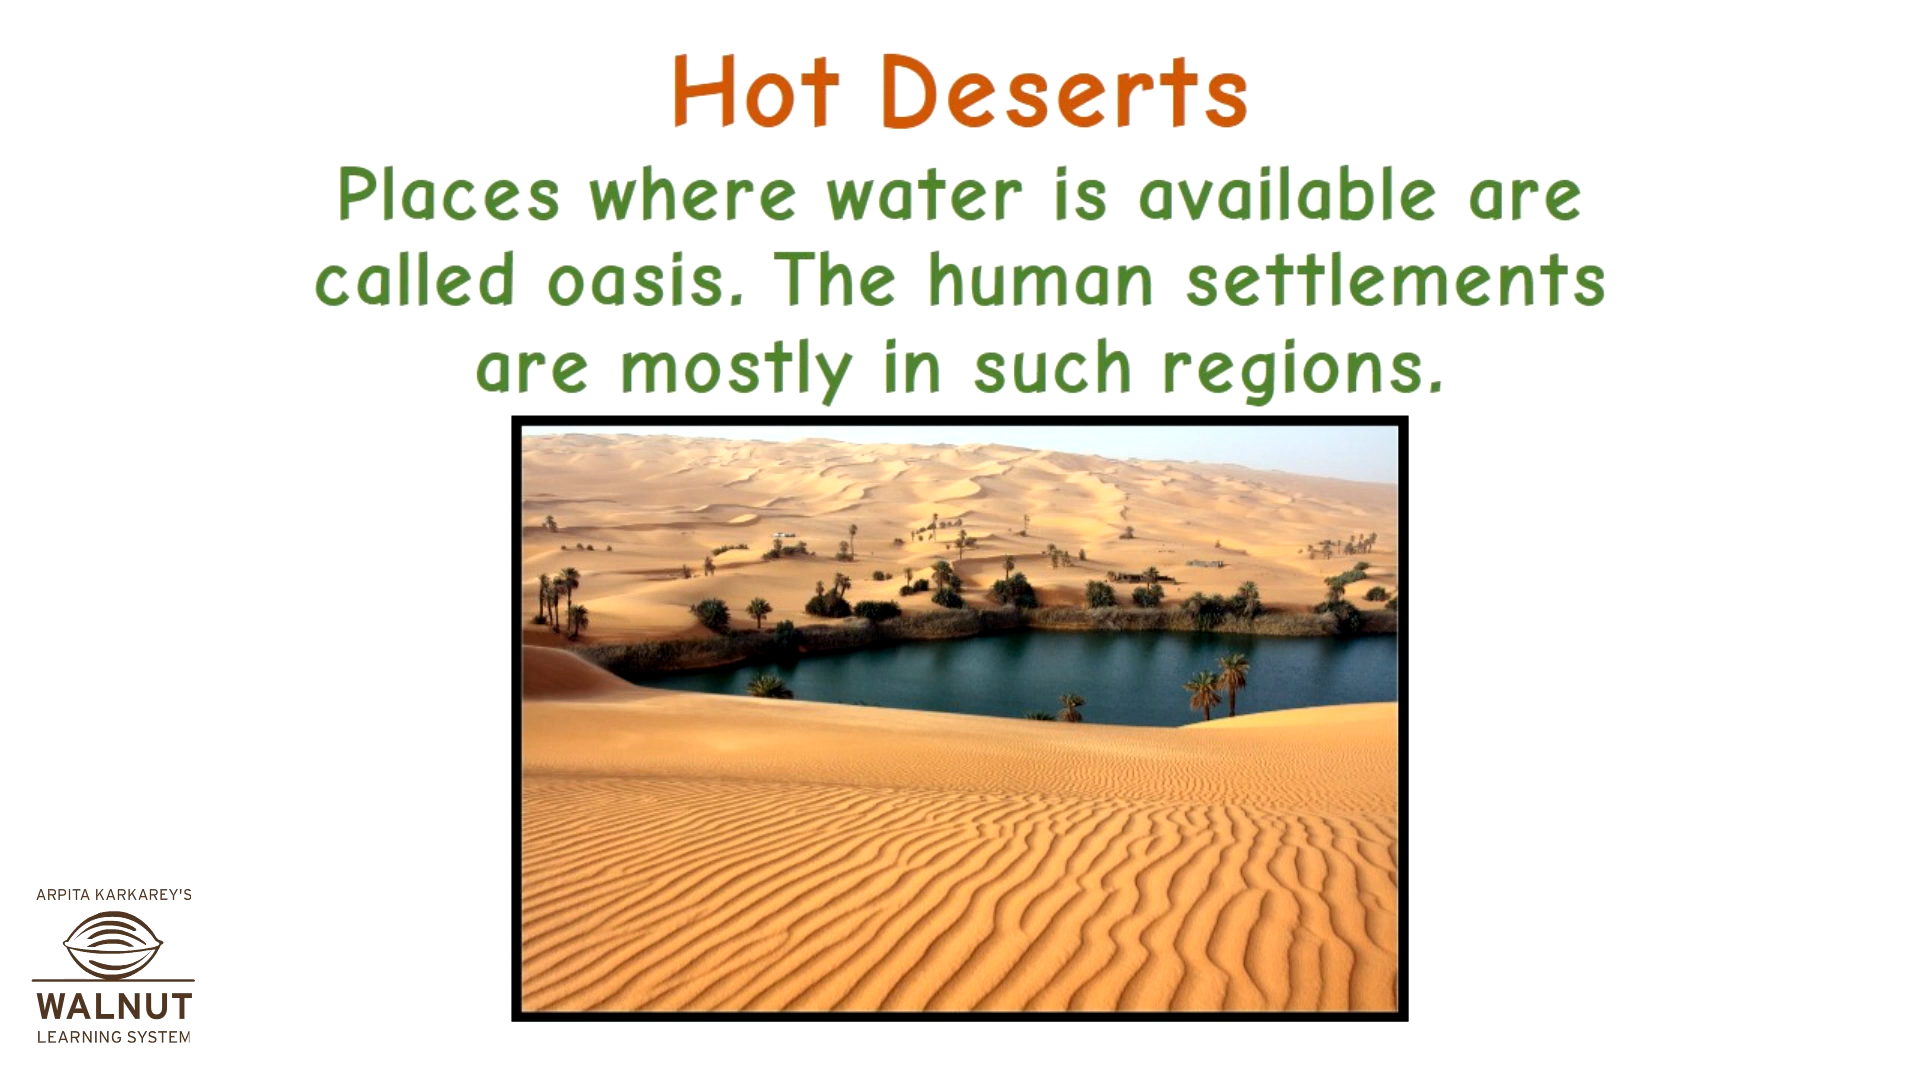 Hot Deserts
Places where water is available are
called oasis. The human settlements
are mostly in such regions.
ARPITA KARKAREY'S
WALNUT
LEARNING SYSTEM